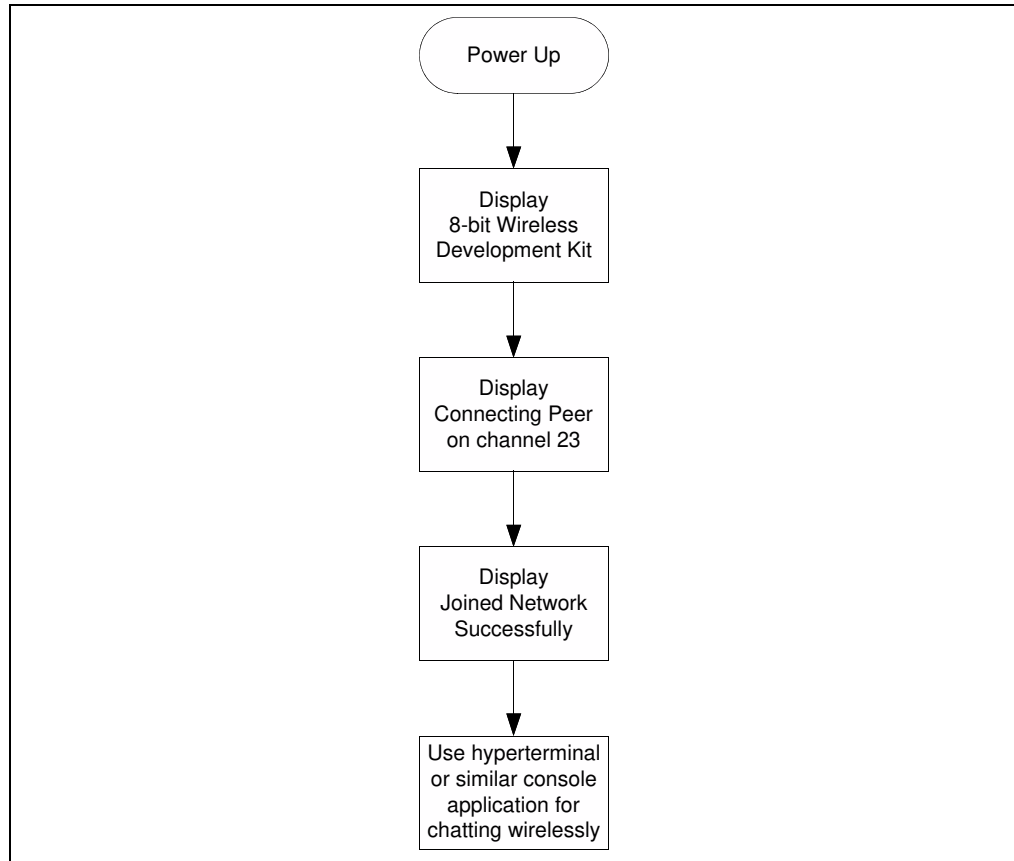 Power Up
Display
8-bit Wireless
Development Kit
Display
Connecting Peer
on channel 23
Display
Joined Network
Successfully
Use hyperterminal
or similar console
application for
chatting wirelessly